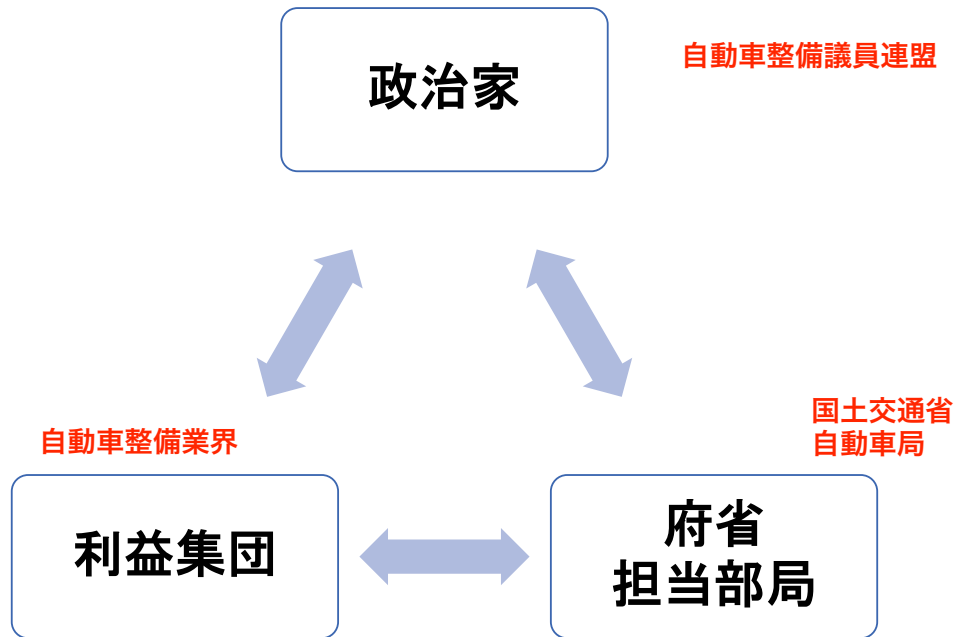 政治家
自動車整備議員連盟
自動車整備業界
国土交通省
自動車局
利益集団
府省
担当部局